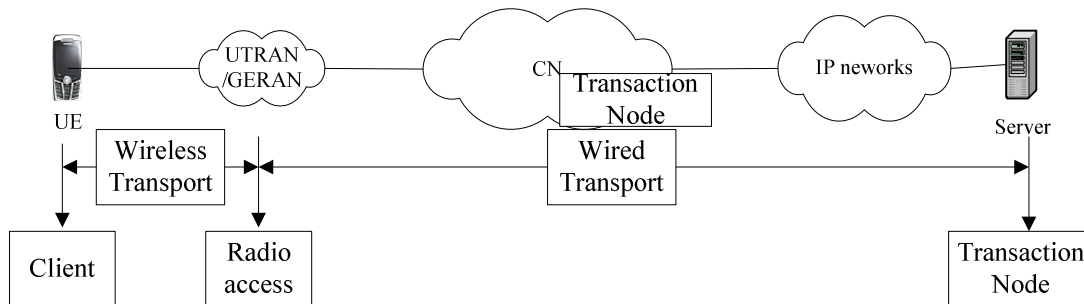 UTRAN
/GERAN
CN
IP neworks
Transaction
Node
UE
Server
Wireless
Transport
Wired
Transport
Client
Radio
access
Transaction
Node